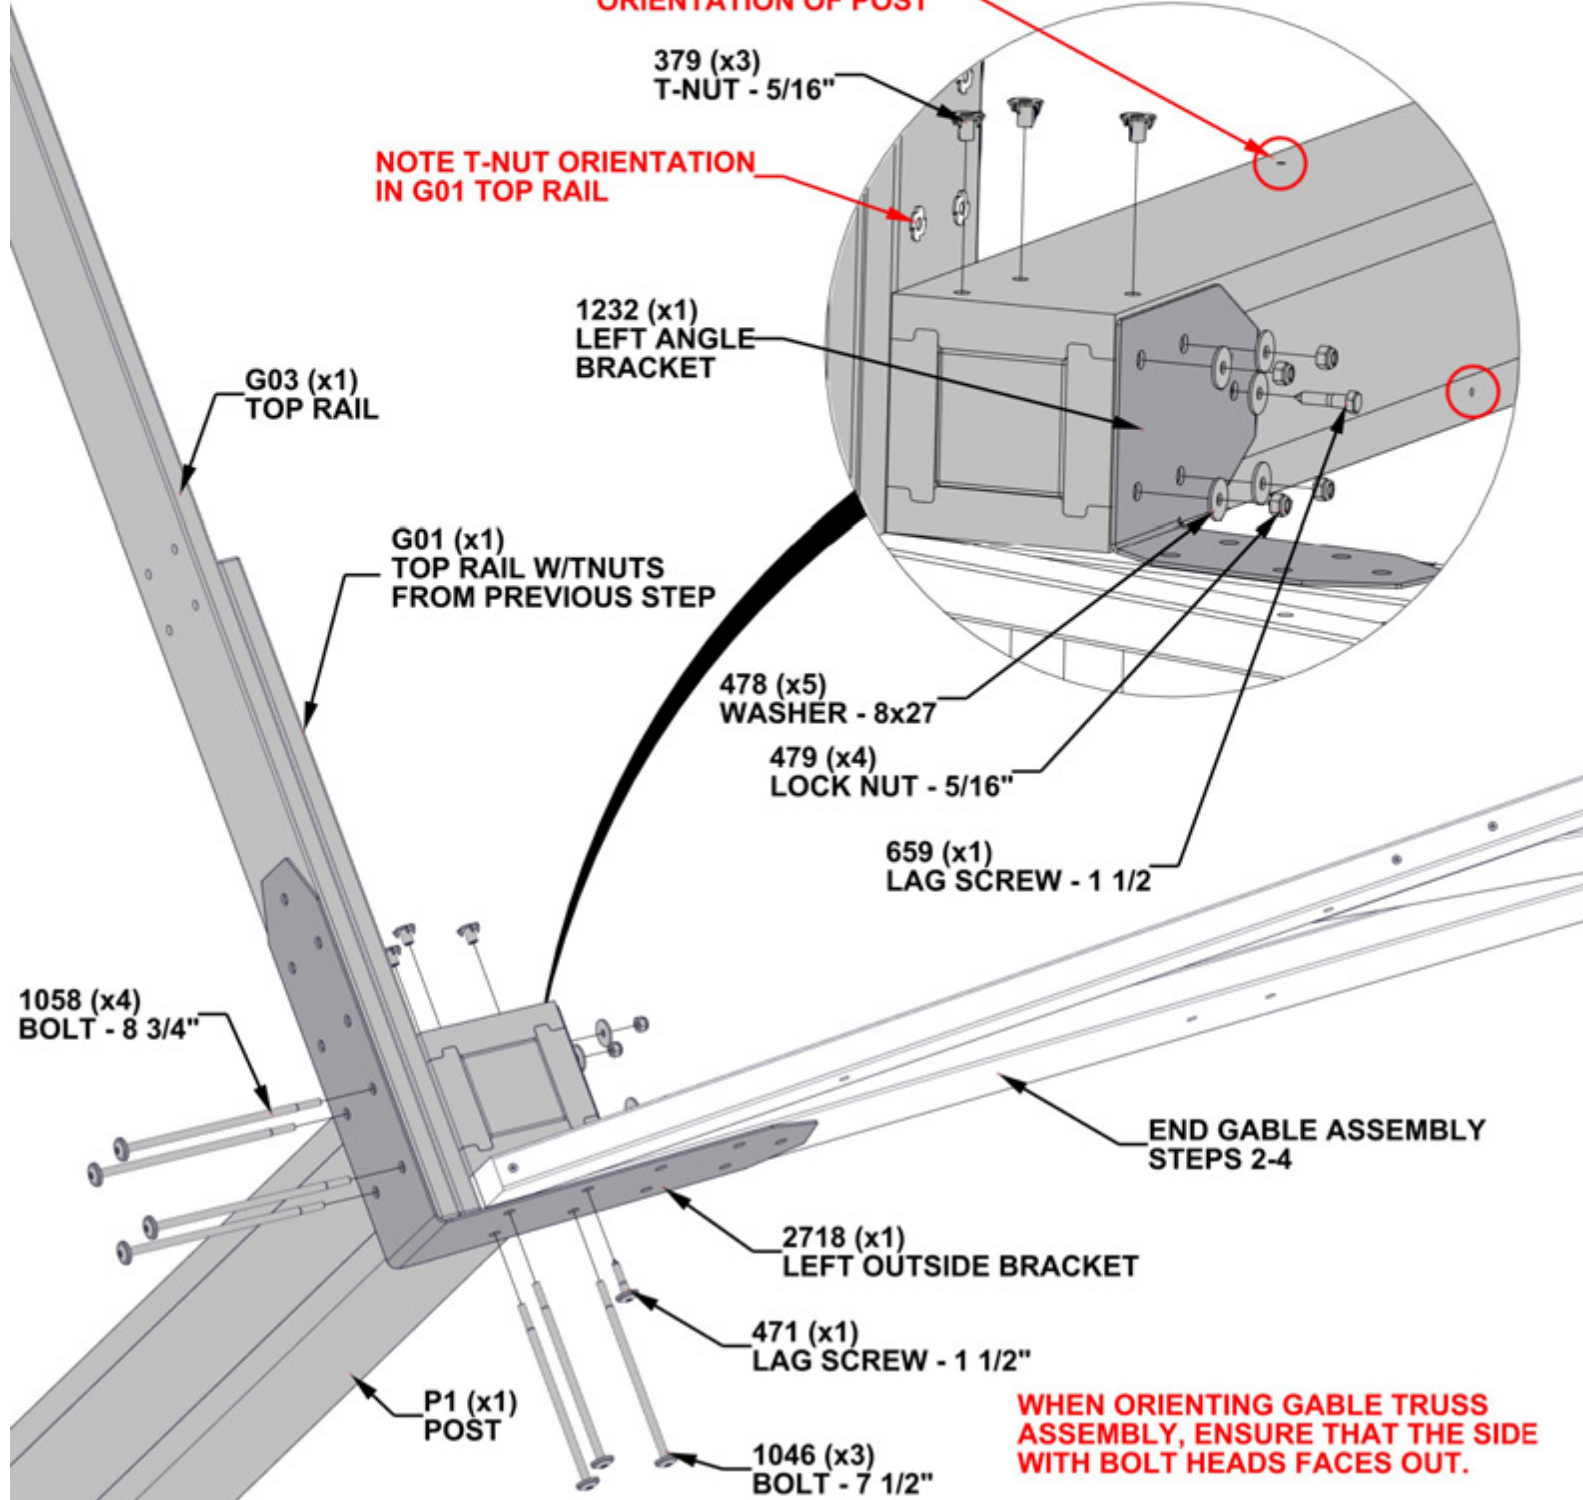 ORIENTATION OF POST
379 (x3)
T-NUT - 5/16"
NOTE T-NUT ORIENTATION
IN G01 TOP RAIL
1232 (x1)
LEFT ANGLE
BRACKET
G03 (x1)
TOP RAIL
G01 (x1)
TOP RAIL W/TNUTS
FROM PREVIOUS STEP
478 (x5)
WASHER - 8x27
479 (x4)
LOCK NUT - 5/16"
659 (x1)
LAG SCREW - 1 1/2
1058 (x4)
BOLT - 8 3/4"
END GABLE ASSEMBLY
STEPS 2-4
2718 (x1)
LEFT OUTSIDE BRACKET
471 (x1)
LAG SCREW - 1 1/2"
P1 (x1)
POST
1046 (x3)
BOLT - 7 1/2"
WHEN ORIENTING GABLE TRUSS
ASSEMBLY, ENSURE THAT THE SIDE
WITH BOLT HEADS FACES OUT.